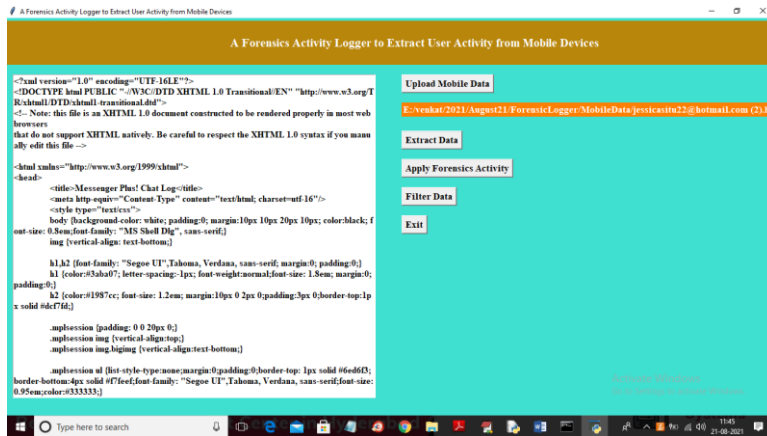 A Forensics Activity Logger to Extract User Activity from Mobile Devices
A Forensics Activity Logger to Extract User Activity from Mobile Devices
<?xml version="1.0" encoding="UTF-16LE"?>
<!DOCTYPE html PUBLIC "-//W3C//DTD XHTML 1.0 Transitional//EN" "http://www.w3.org/T
R/xhtml1/DTD/xhtml1-transitional.dtd">
<!-- Note: this file is an XHTML 1.0 document constructed to be rendered properly in most web
browsers
that do not support XHTML natively. Be careful to respect the XHTML 1.0 syntax if you manu
ally edit this file -->
<html xmlns="http://www.w3.org/1999/xhtml">
<head>
<title>Messenger Plus! Chat Log</title>
<meta http-equiv="Content-Type" content="text/html; charset=utf-16"/>
<style type="text/css">
body {background-color: white; padding:0; margin:10px 10px 20px 10px; color:black; f
ont-size: 0.8em;font-family: "MS Shell Dlg", sans-serif;}
img {vertical-align: text-bottom;}
h1,h2 {font-family: "Segoe UI",Tahoma, Verdana, sans-serif; margin:0; padding:0;}
h1 {color:#3aba07; letter-spacing:-1px; font-weight:normal;font-size: 1.8em; margin:0;
padding:0;}
h2 {color:#1987cc; font-size: 1.2em; margin:10px 0 2px 0;padding:3px 0;border-top:1p
x solid #dcf7fd;}
.mplsession {padding: 0 0 20px 0;}
.mplsession img {vertical-align:top;}
.mplsession img.bigimg {vertical-align:text-bottom;}
.mplsession ul {list-style-type:none;margin:0;padding:0;border-top: 1px solid #6ed6f3;
border-bottom:4px solid #f7feef;font-family: "Segoe UI",Tahoma, Verdana, sans-serif;font-size:
0.95em;color:#333333;}
Upload Mobile Data
E:/venkat/2021/August21/ForensicLogger/MobileData/jessicasitu22@hotmail.com (2).
Extract Data
Apply Forensics Activity
Filter Data
Exit
Type here to search
11:45
21-08-2021